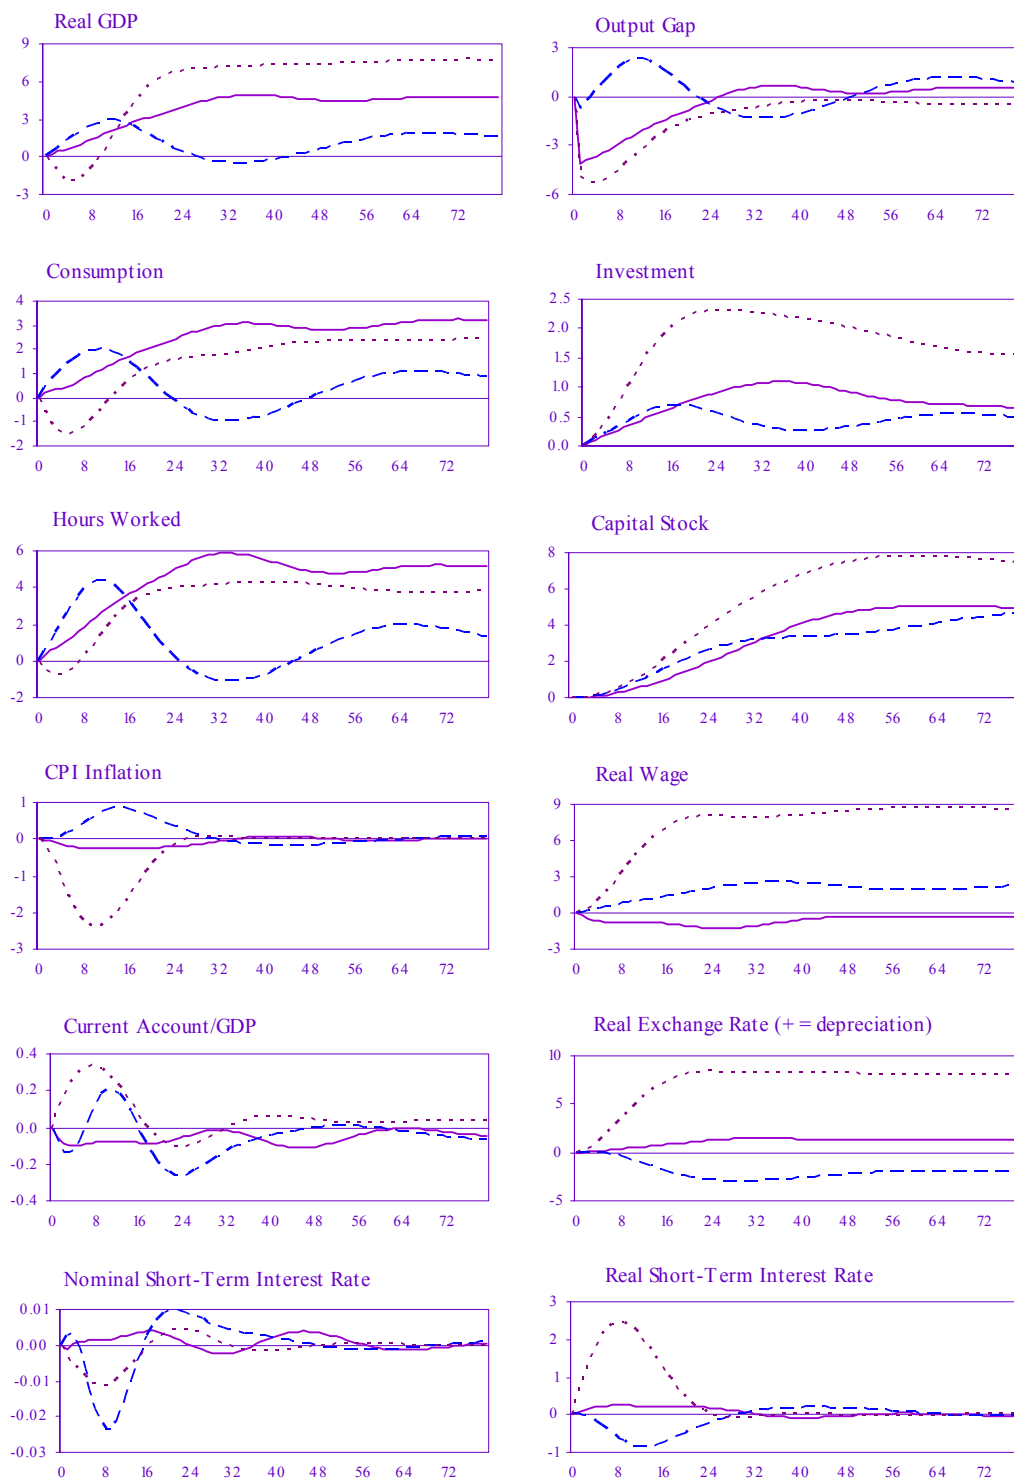 Real GDP
9
6
3
0
-3
0 8 16 24 32 40 48 56 64 72
Output Gap
3
0
-3
-6
0 8 16 24 32 40 48 56 64 72
Consumption
4
3
2
1
0
-1
-2
0 8 16 24 32 40 48 56 64 72
Investment
2.5
2.0
1.5
1.0
0.5
0.0
0 8 16 24 32 40 48 56 64 72
Hours Worked
6
4
2
0
-2
0 8 16 24 32 40 48 56 64 72
Capital Stock
8
6
4
2
0
0 8 16 24 32 40 48 56 64 72
CPI Inflation
1
0
-1
-2
-3
0 8 16 24 32 40 48 56 64 72
Real Wage
9
6
3
0
-3
0 8 16 24 32 40 48 56 64 72
Current Account/GDP
0.4
0.2
0.0
-0.2
-0.4
0 8 16 24 32 40 48 56 64 72
Real Exchange Rate (+ = depreciation)
10
5
0
-5
0 8 16 24 32 40 48 56 64 72
Nominal Short-Term Interest Rate
0.01
0.00
-0.01
-0.02
-0.03
0 8 16 24 32 40 48 56 64 72
Real Short-Term Interest Rate
3
2
1
0
-1
0 8 16 24 32 40 48 56 64 72